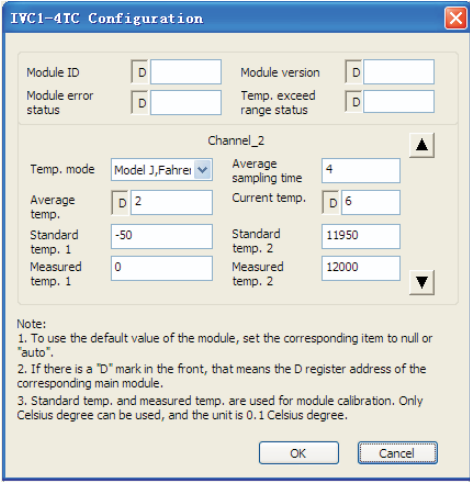 IVC1-4TC Configuration
Module ID D Module version D
Module error status D Temp. exceed range status D
Channel_2
Temp. mode Model J,Fahre Average sampling time 4
Average temp. D 2 Current temp. D 6
Standard temp. 1 -50 Standard temp. 2 11950
Measured temp. 1 0 Measured temp. 2 12000
Note:
1. To use the default value of the module, set the corresponding item to null or
"auto".
2. If there is a "D" mark in the front, that means the D register address of the
corresponding main module.
3. Standard temp. and measured temp. are used for module calibration. Only
Celsius degree can be used, and the unit is 0.1 Celsius degree.
OK Cancel